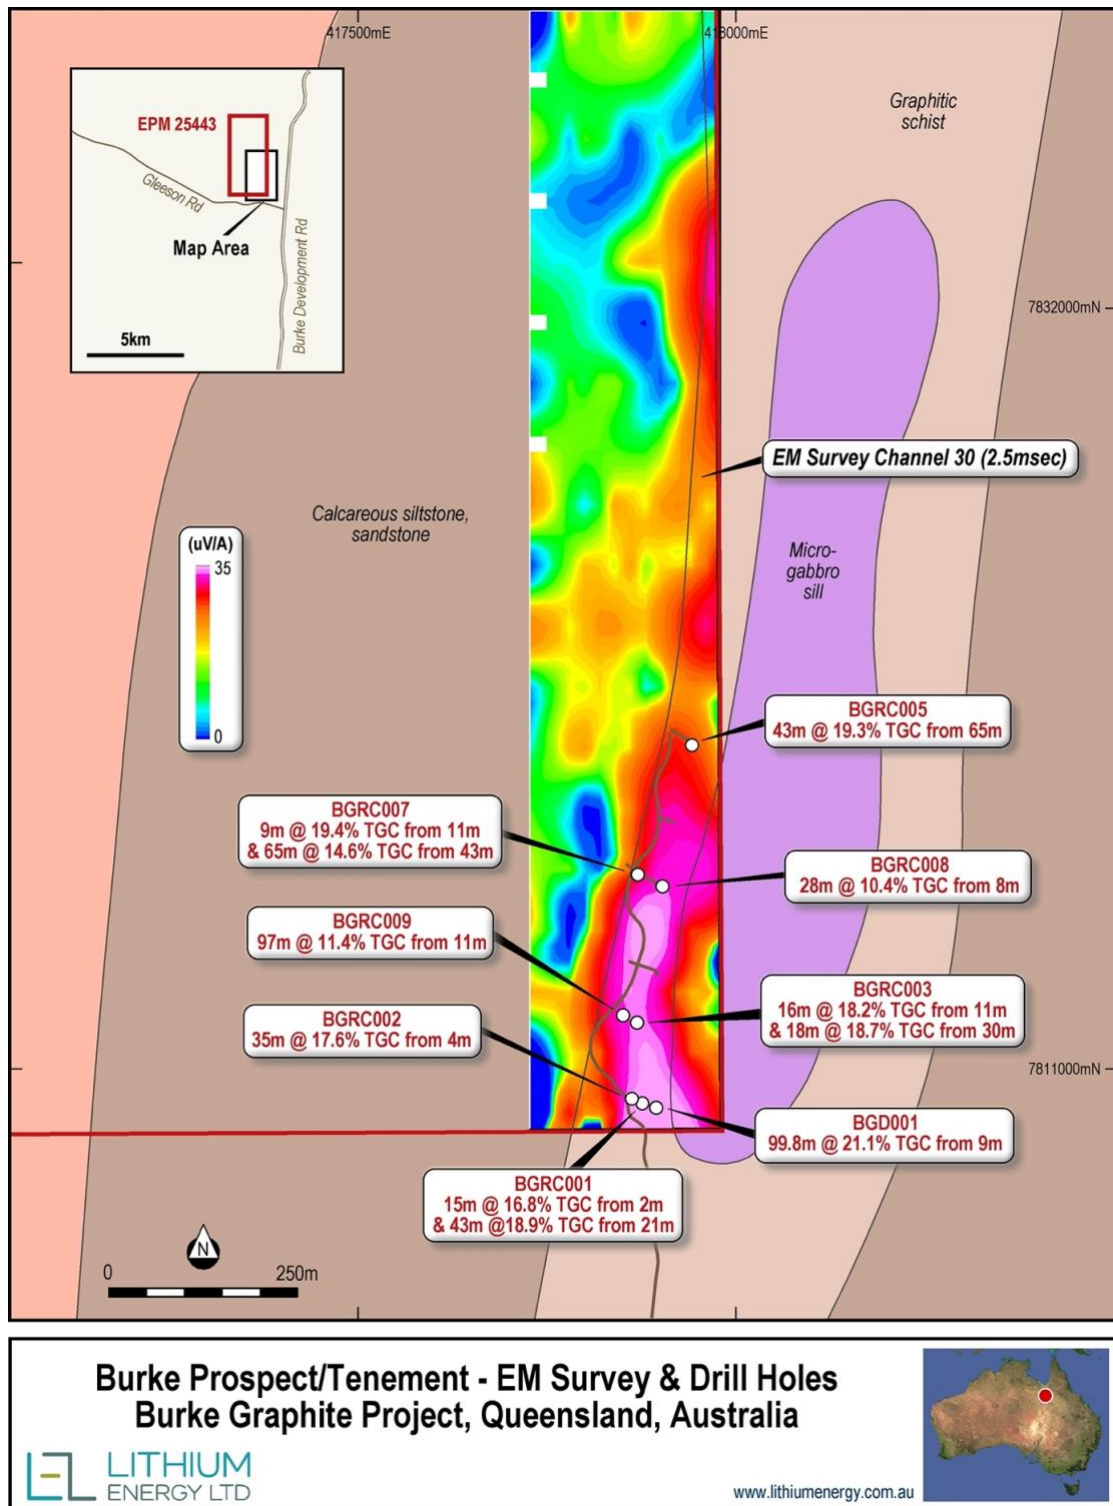 417500mE
418000mE
EPM 25443
Gleeson Rd
Burke Development Rd
Map Area
5km
Graphitic
schist
7832000mN
EM Survey Channel 30 (2.5msec)
Calcareous siltstone,
sandstone
(uV/A)
35
0
Micro-
gabbro
sill
BGRC005
43m @ 19.3% TGC from 65m
BGRC007
9m @ 19.4% TGC from 11m
& 65m @ 14.6% TGC from 43m
BGRC008
28m @ 10.4% TGC from 8m
BGRC009
97m @ 11.4% TGC from 11m
BGRC003
16m @ 18.2% TGC from 11m
& 18m @ 18.7% TGC from 30m
BGRC002
35m @ 17.6% TGC from 4m
7811000mN
BGD001
99.8m @ 21.1% TGC from 9m
BGRC001
15m @ 16.8% TGC from 2m
& 43m @18.9% TGC from 21m
N
0
250m
Burke Prospect/Tenement - EM Survey & Drill Holes
Burke Graphite Project, Queensland, Australia
LITHIUM
ENERGY LTD
www.lithiumenergy.com.au